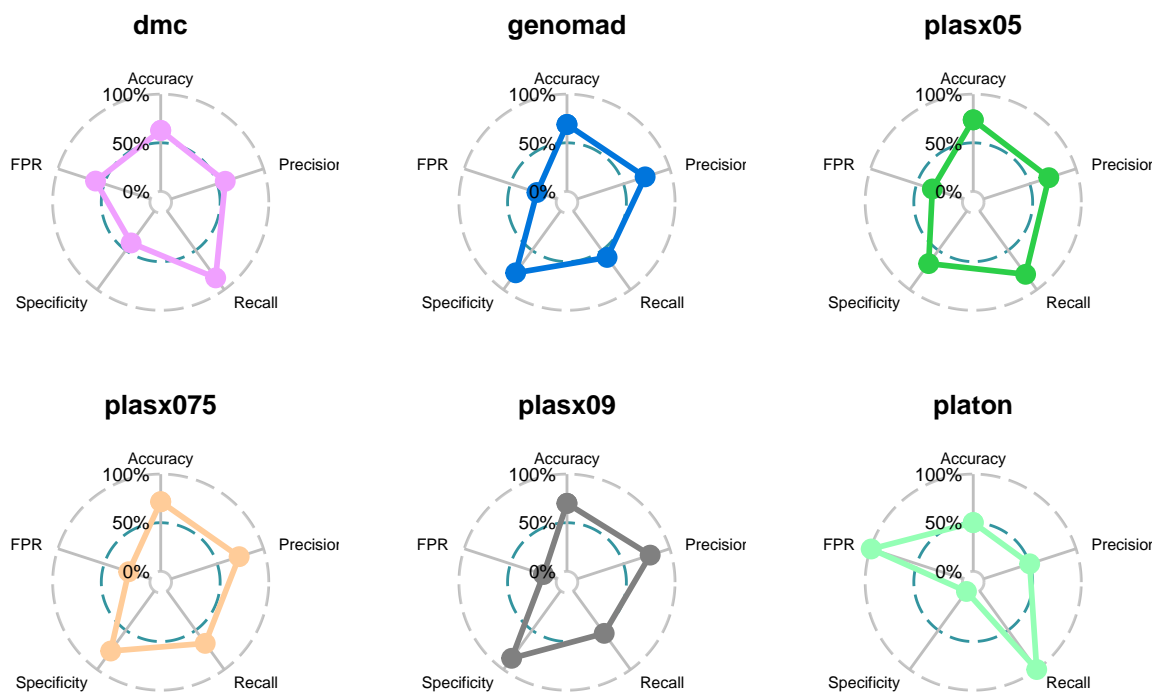 dmc
genomad
plasx05
Accuracy
Accuracy
Accuracy
100%
100%
100%
50%
50%
50%
FPR
Precision
FPR
Precision
FPR
Precision
0%
0%
0%
Specificity
Recall
Specificity
Recall
Specificity
Recall
plasx075
plasx09
platon
Accuracy
Accuracy
Accuracy
100%
100%
100%
50%
50%
50%
FPR
Precision
FPR
Precision
FPR
Precision
0%
0%
0%
Specificity
Recall
Specificity
Recall
Specificity
Recall